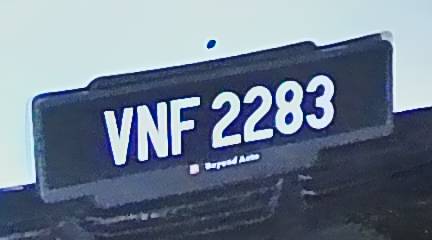 VNF 2283
Beyond Auto